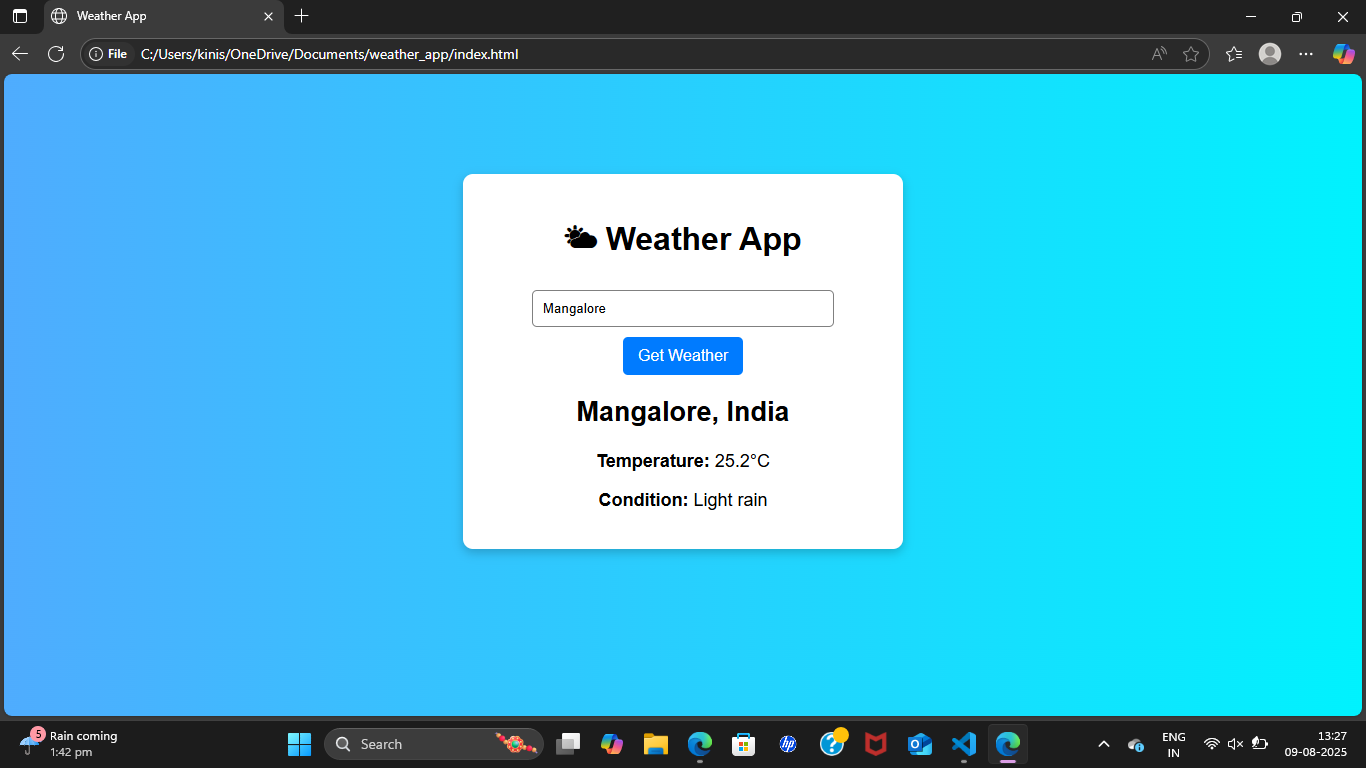 Weather App
File
C:/Users/kinis/OneDrive/Documents/weather_app/index.html
🌥 Weather App
Mangalore
Get Weather
Mangalore, India
Temperature: 25.2°C
Condition: Light rain
5
Rain coming
1:42 pm
Search
hp
ENG
IN
13:27
09-08-2025